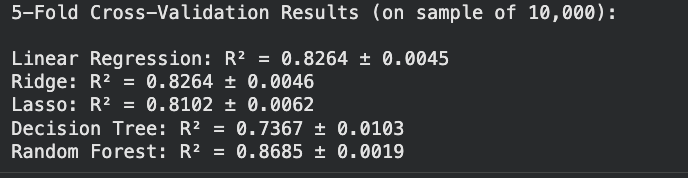 5-Fold Cross-Validation Results (on sample of 10,000):
Linear Regression: R² = 0.8264 ± 0.0045
Ridge: R² = 0.8264 ± 0.0046
Lasso: R² = 0.8102 ± 0.0062
Decision Tree: R² = 0.7367 ± 0.0103
Random Forest: R² = 0.8685 ± 0.0019